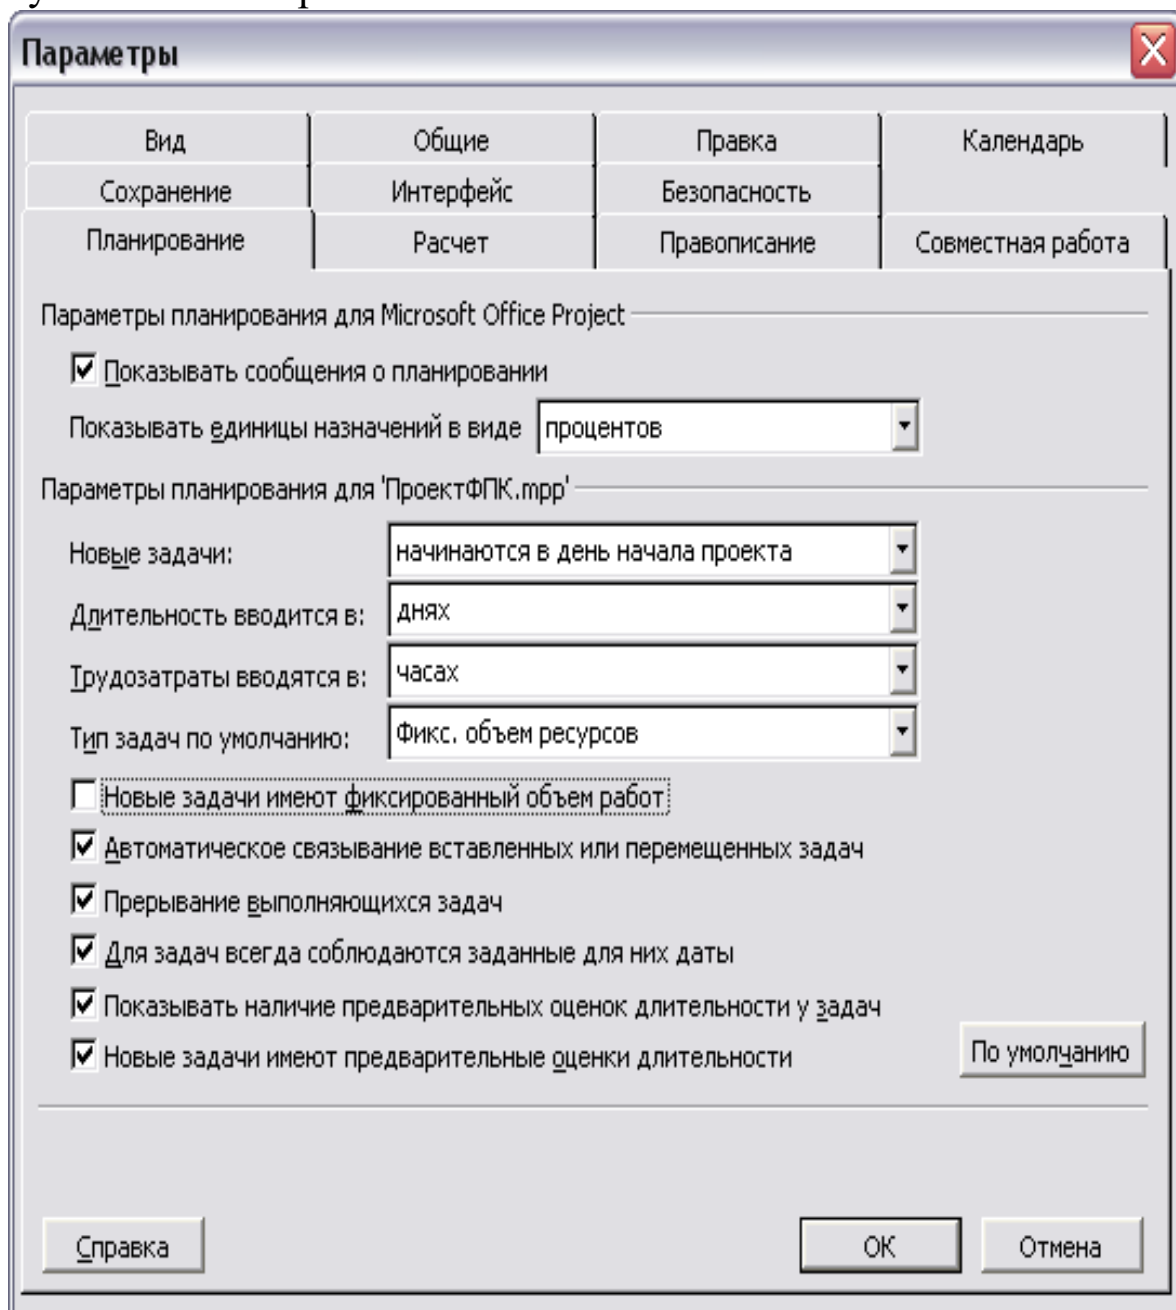 Параметры
Вид Общие Правка Календарь
Сохранение Интерфейс Безопасность
Планирование Расчет Правописание Совместная работа
Параметры планирования для Microsoft Office Project
Показывать сообщения о планировании
Показывать единицы назначений в виде процентов
Параметры планирования для 'ПроектФПК.mpp'
Новые задачи: начинаются в день начала проекта
Длительность вводится в: днях
Трудозатраты вводятся в: часах
Тип задач по умолчанию: Фикс. объем ресурсов
Новые задачи имеют фиксированный объем работ
Автоматическое связывание вставленных или перемещенных задач
Прерывание выполняющихся задач
Для задач всегда соблюдаются заданные для них даты
Показывать наличие предварительных оценок длительности у задач
Новые задачи имеют предварительные оценки длительности
По умолчанию
Справка ОК Отмена